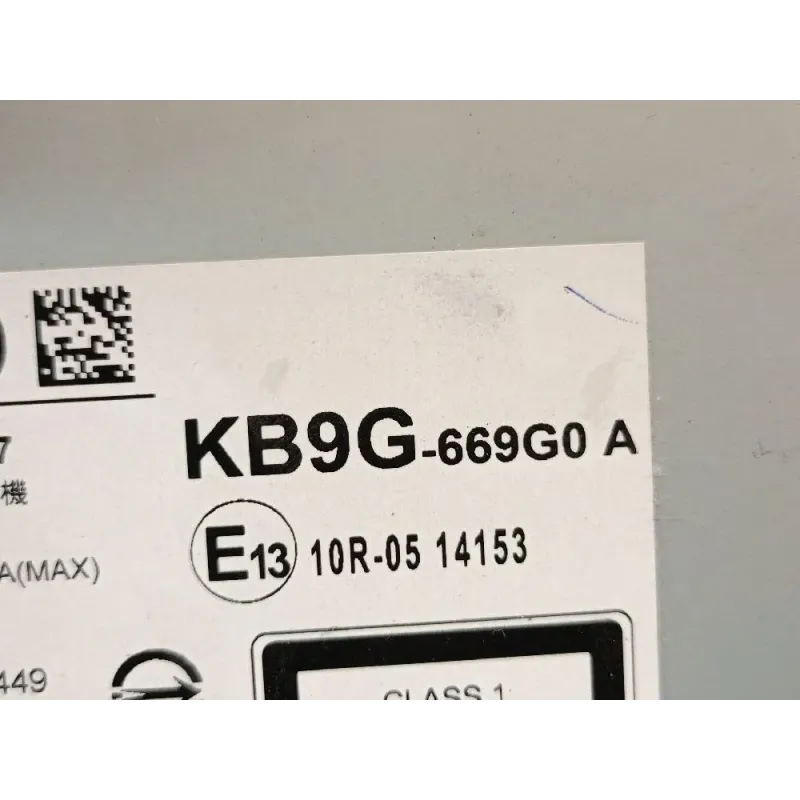 KB9G-669G0 A
7
機
E13 10R-05 14153
A(MAX)
449
CLASS 1